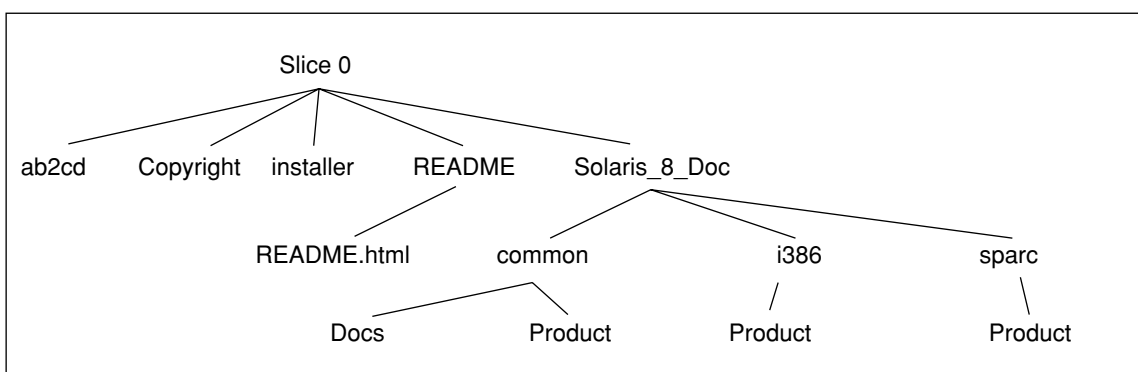 Slice 0
ab2cd Copyright installer README Solaris_8_Doc
README.html common i386 sparc
Docs Product Product Product